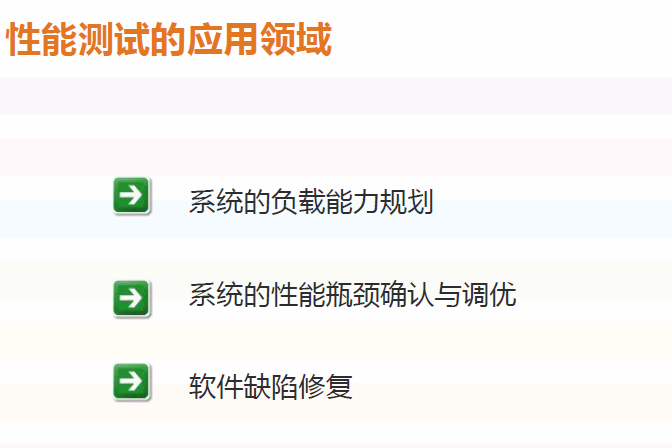 性能测试的应用领域
系统的负载能力规划
系统的性能瓶颈确认与调优
软件缺陷修复